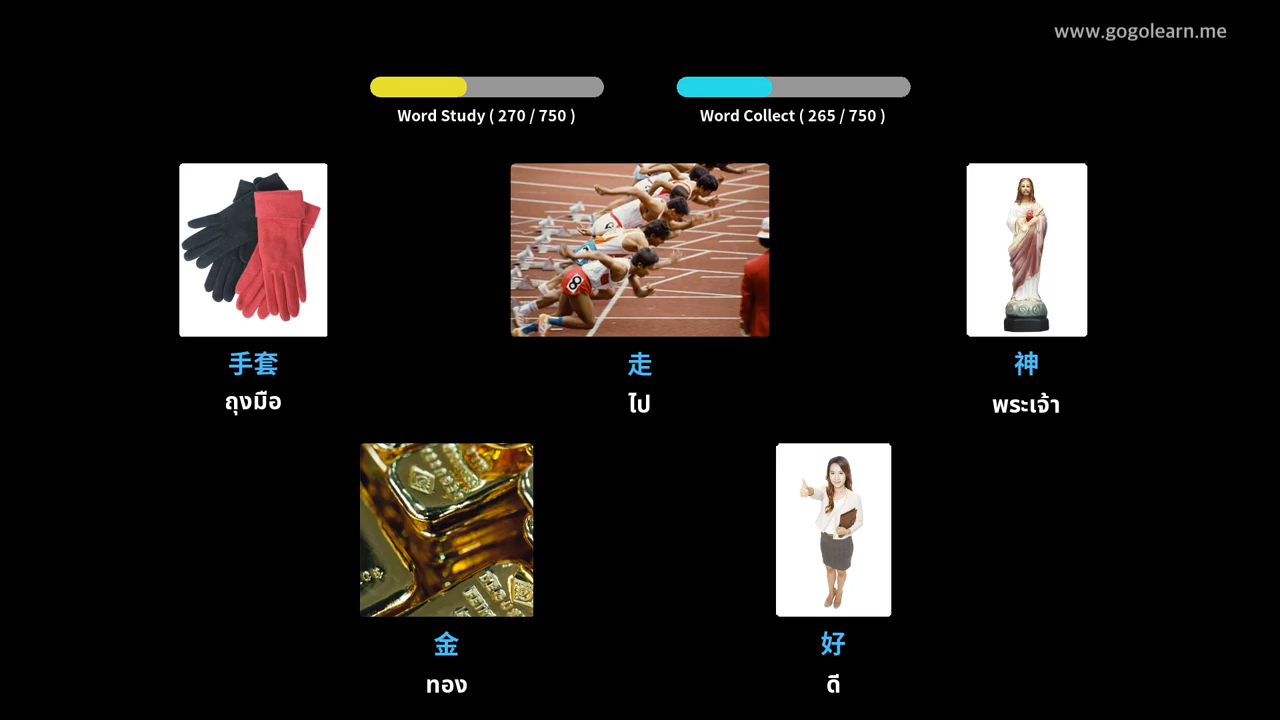 www.gogolearn.me
Word Study ( 270 / 750 )
Word Collect ( 265 / 750 )
手套
走
神
ถุงมือ
ไป
พระเจ้า
金
好
ทอง
ดี